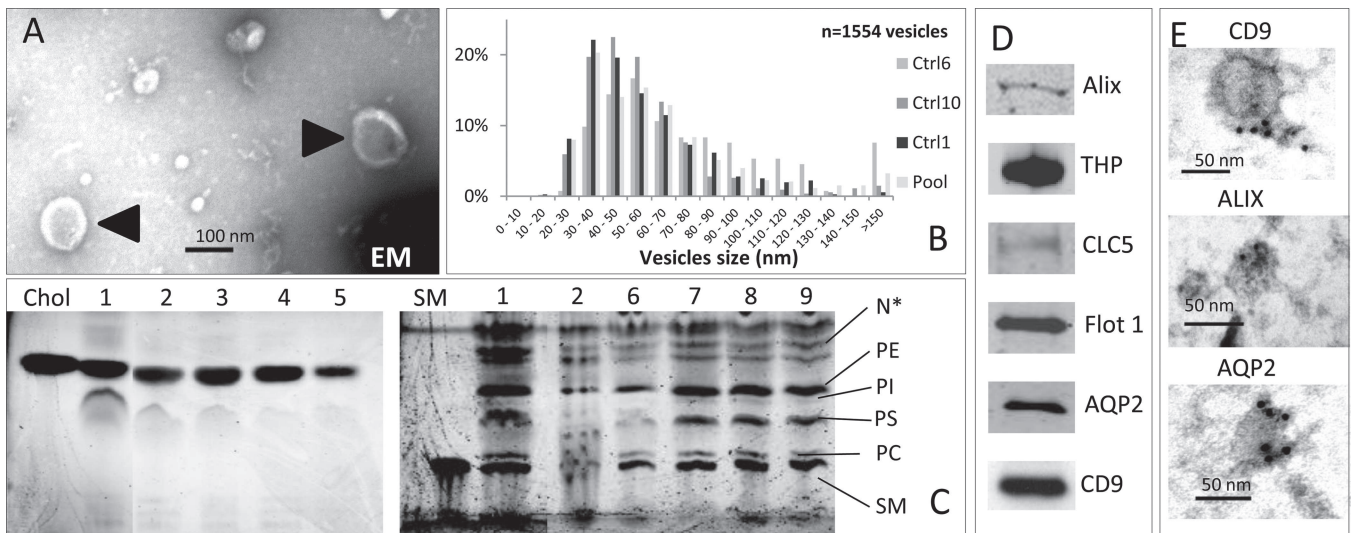 A
100 nm
EM
n=1554 vesicles
20%
10%
0%
Ctrl6
Ctrl10
Ctrl1
Pool
0 - 10
10 - 20
20 - 30
30 - 40
40 - 50
50 - 60
60 - 70
70 - 80
80 - 90
90 - 100
100 - 110
110 - 120
120 - 130
130 - 140
140 - 150
>150
Vesicles size (nm)
B
Chol 1 2 3 4 5
SM 1 2 6 7 8 9
N*
PE
PI
PS
PC
SM
C
D
Alix
THP
CLC5
Flot 1
AQP2
CD9
E
CD9
50 nm
ALIX
50 nm
AQP2
50 nm